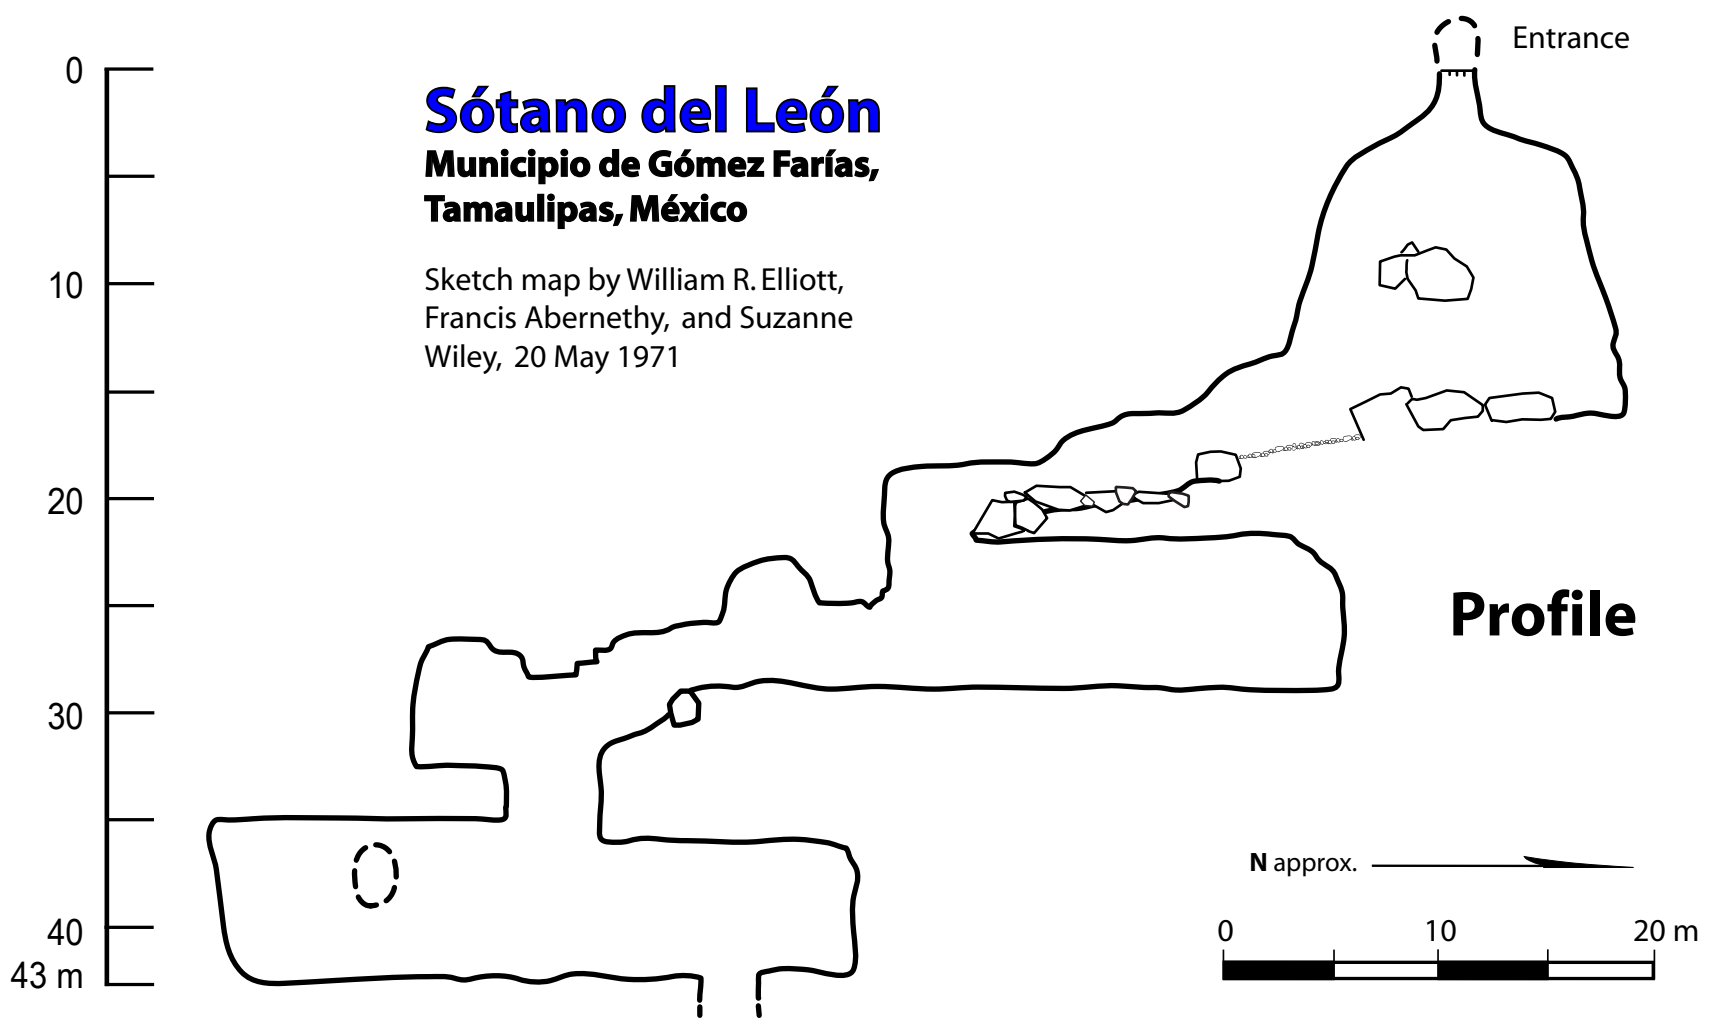 Entrance
0
Sótano del León
Municipio de Gómez Farías,
Tamaulipas, México
Sketch map by William R. Elliott,
Francis Abernethy, and Suzanne
Wiley, 20 May 1971
10
20
30
40
43 m
Profile
N approx.
0 10 20 m